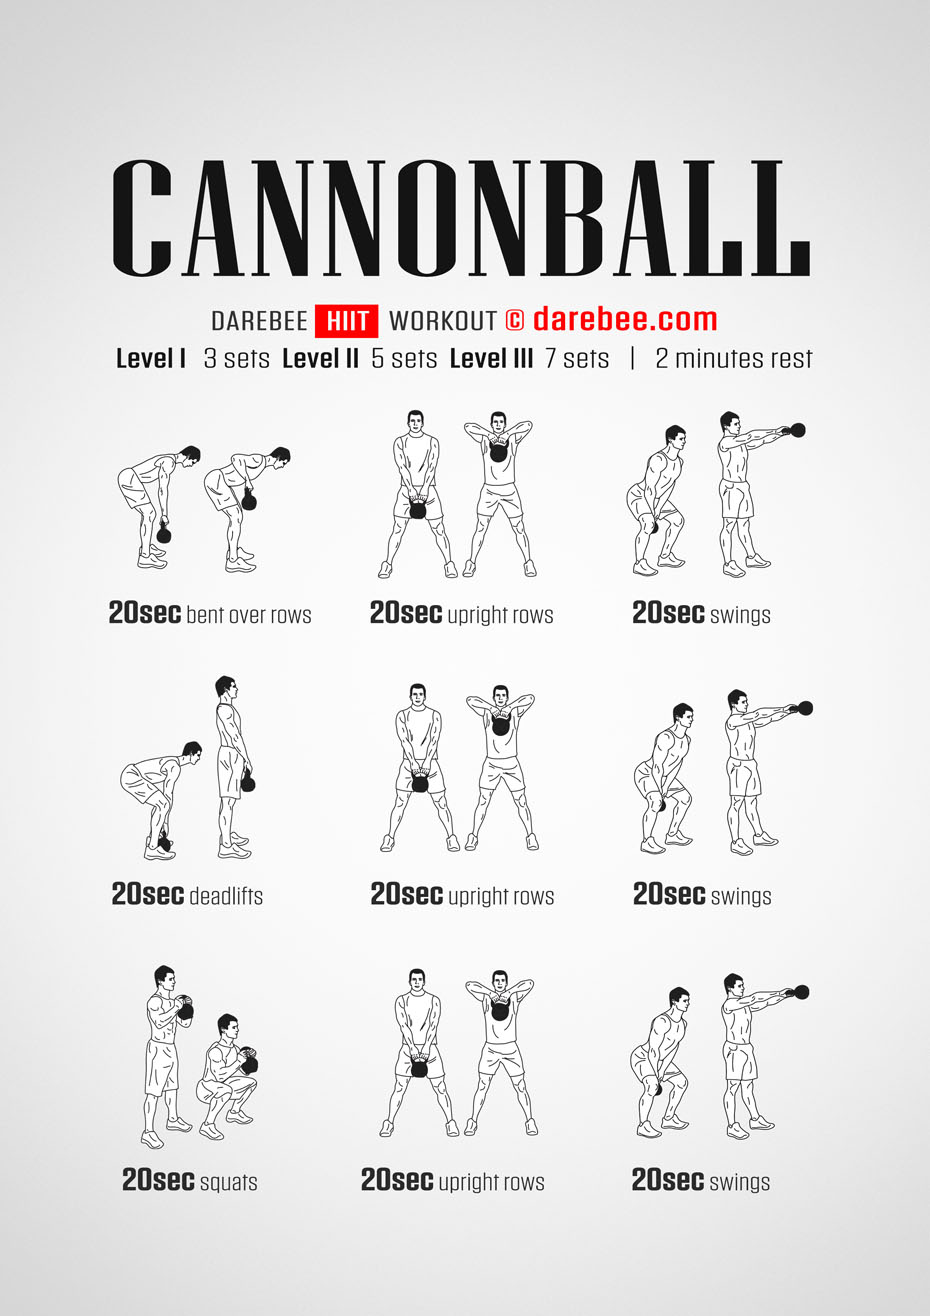 CANNONBALL
DAREBEE HIIT WORKOUT © darebee.com
Level I 3 sets Level II 5 sets Level III 7 sets | 2 minutes rest
20sec bent over rows
20sec upright rows
20sec swings
20sec deadlifts
20sec upright rows
20sec swings
20sec squats
20sec upright rows
20sec swings